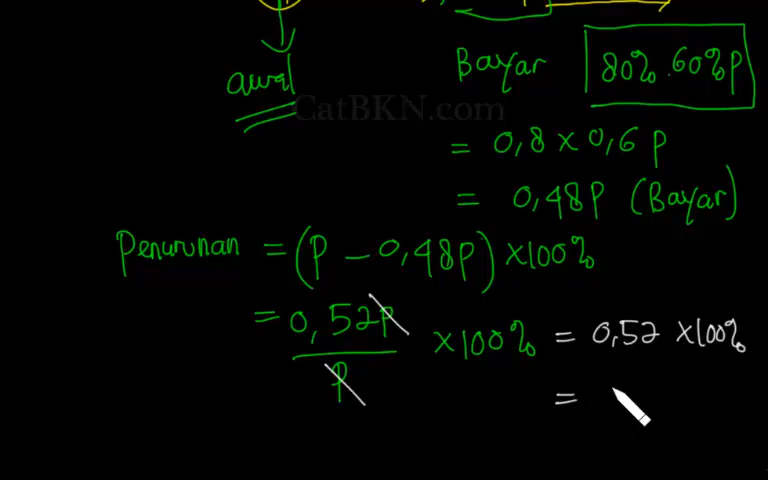 Bayar 80%.60%P
awal
CatBKN.com
= 0,8 x 0,6 P
= 0,48P (Bayar)
Penurunan = (P - 0,48P) x100%
= 0,52P / P x100% = 0,52 x100%
=